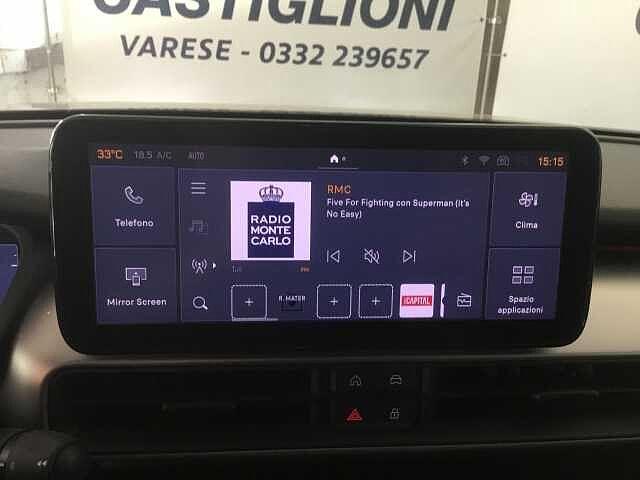 CASTIGLIONI
VARESE - 0332 239657
33°C 18.5 A/C AUTO 15:15
Telefono
Mirror Screen
RADIO
MONTE
CARLO
RMC
Five For Fighting con Superman (It's
No Easy)
R. MATER
CAPITAL
Clima
Spazio
applicazioni